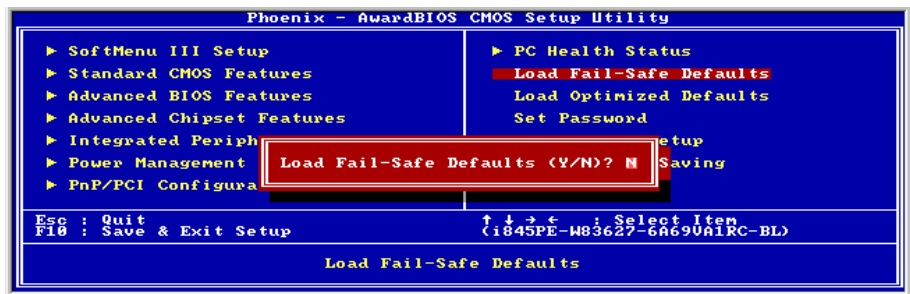 Phoenix - AwardBIOS CMOS Setup Utility
▶ SoftMenu III Setup
▶ Standard CMOS Features
▶ Advanced BIOS Features
▶ Advanced Chipset Features
▶ Integrated Periph
▶ Power Management
▶ PnP/PCI Configura
▶ PC Health Status
Load Fail-Safe Defaults
Load Optimized Defaults
Set Password
etup
Saving
Load Fail-Safe Defaults (Y/N)? N
Esc : Quit
F10 : Save & Exit Setup
↑ ↓ → ← : Select Item
(i845PE-W83627-6A69VA1RC-BL)
Load Fail-Safe Defaults